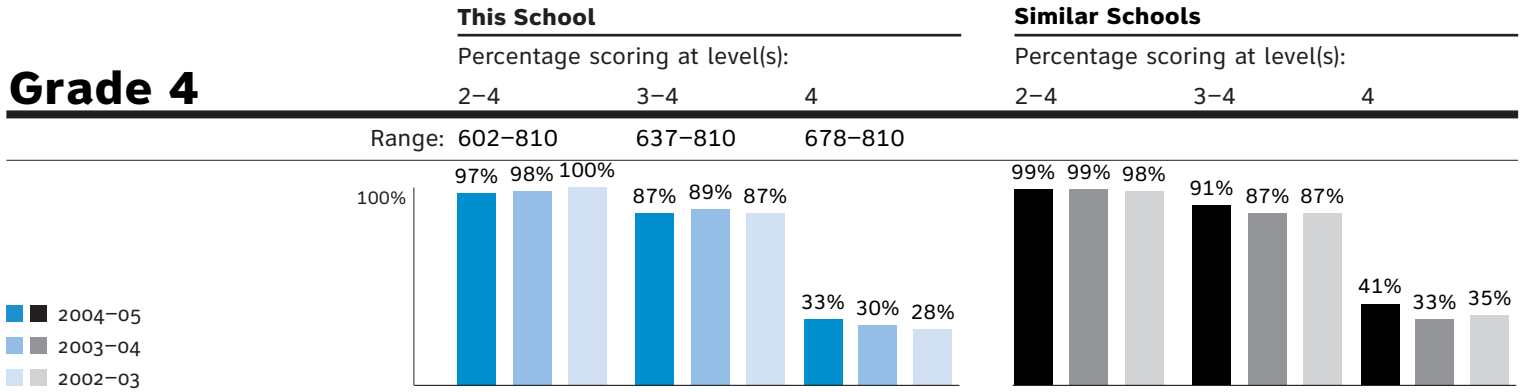 This School Similar Schools
Percentage scoring at level(s): Percentage scoring at level(s):
Grade 4 2–4 3–4 4 2–4 3–4 4
Range: 602–810 637–810 678–810
97% 98% 100% 87% 89% 87% 33% 30% 28% 99% 99% 98% 91% 87% 87% 41% 33% 35%
100%
2004–05
2003–04
2002–03